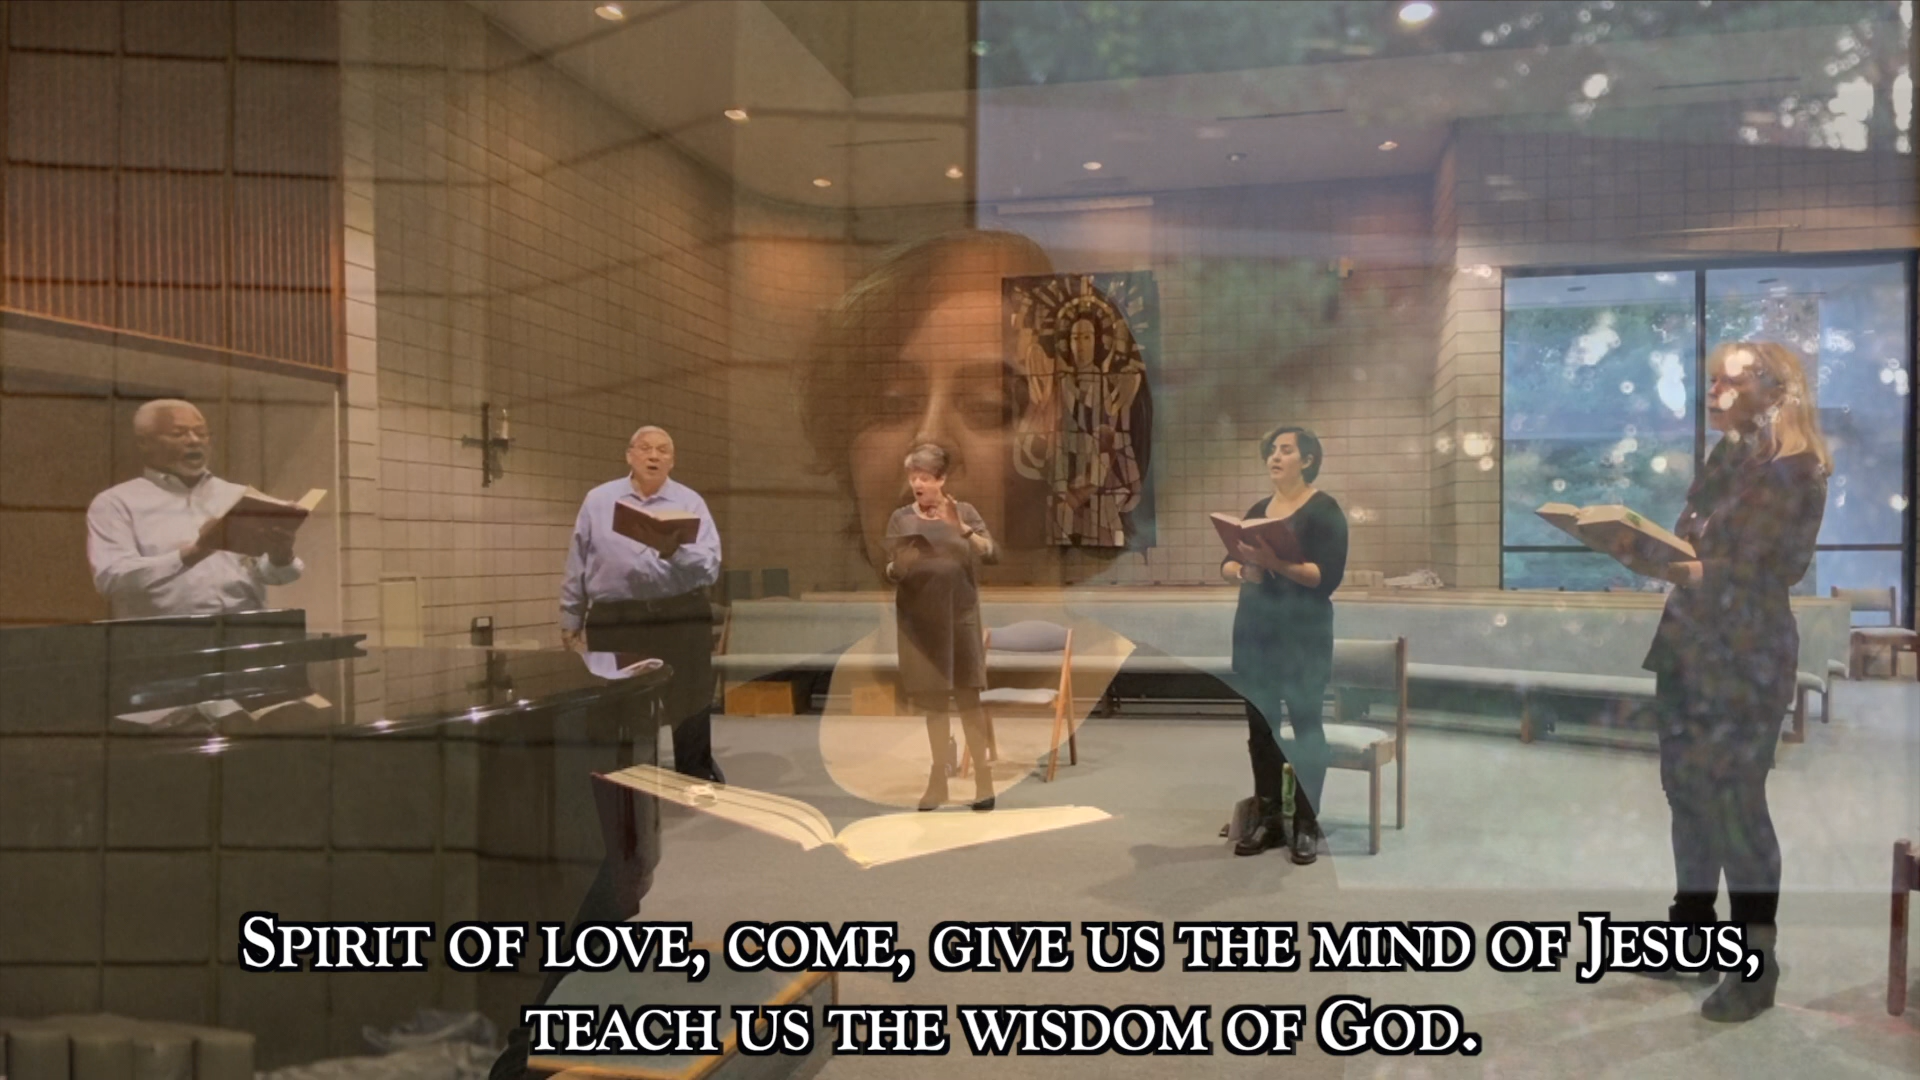 Spirit of love, come, give us the mind of Jesus,
teach us the wisdom of God.